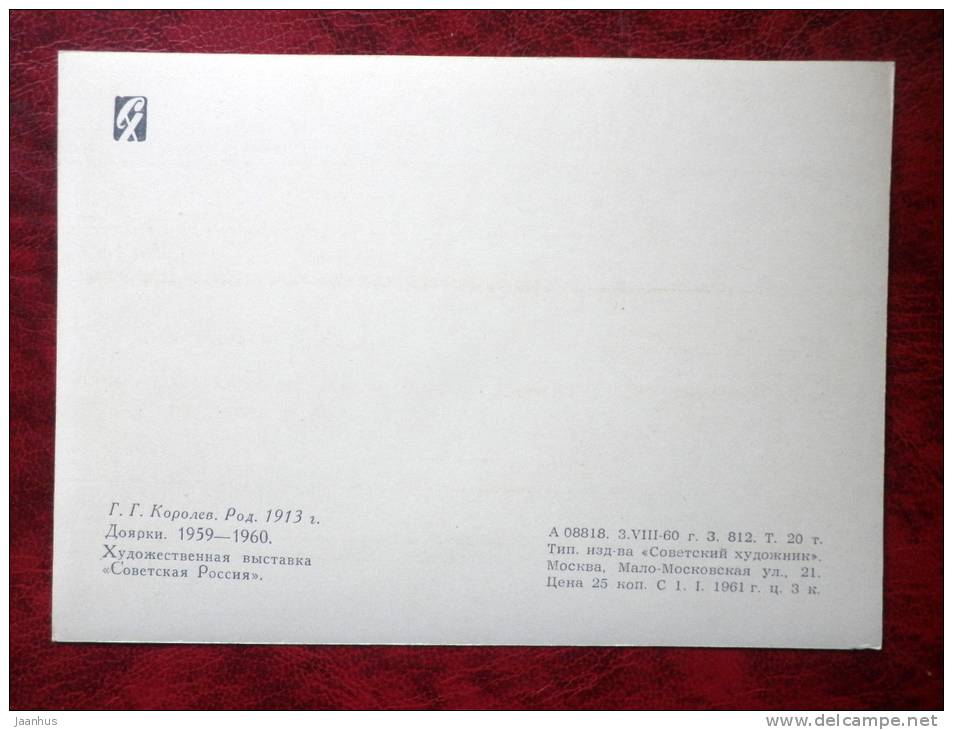 СХ
Г. Г. Королев. Род. 1913 г.
Доярки. 1959—1960.
Художественная выставка
«Советская Россия».
А 08818. 3.VIII-60 г. З. 812. Т. 20 т.
Тип. изд-ва «Советский художник».
Москва, Мало-Московская ул., 21.
Цена 25 коп. С 1. I. 1961 г. ц. 3 к.
Jaanhus
www.delcampe.net